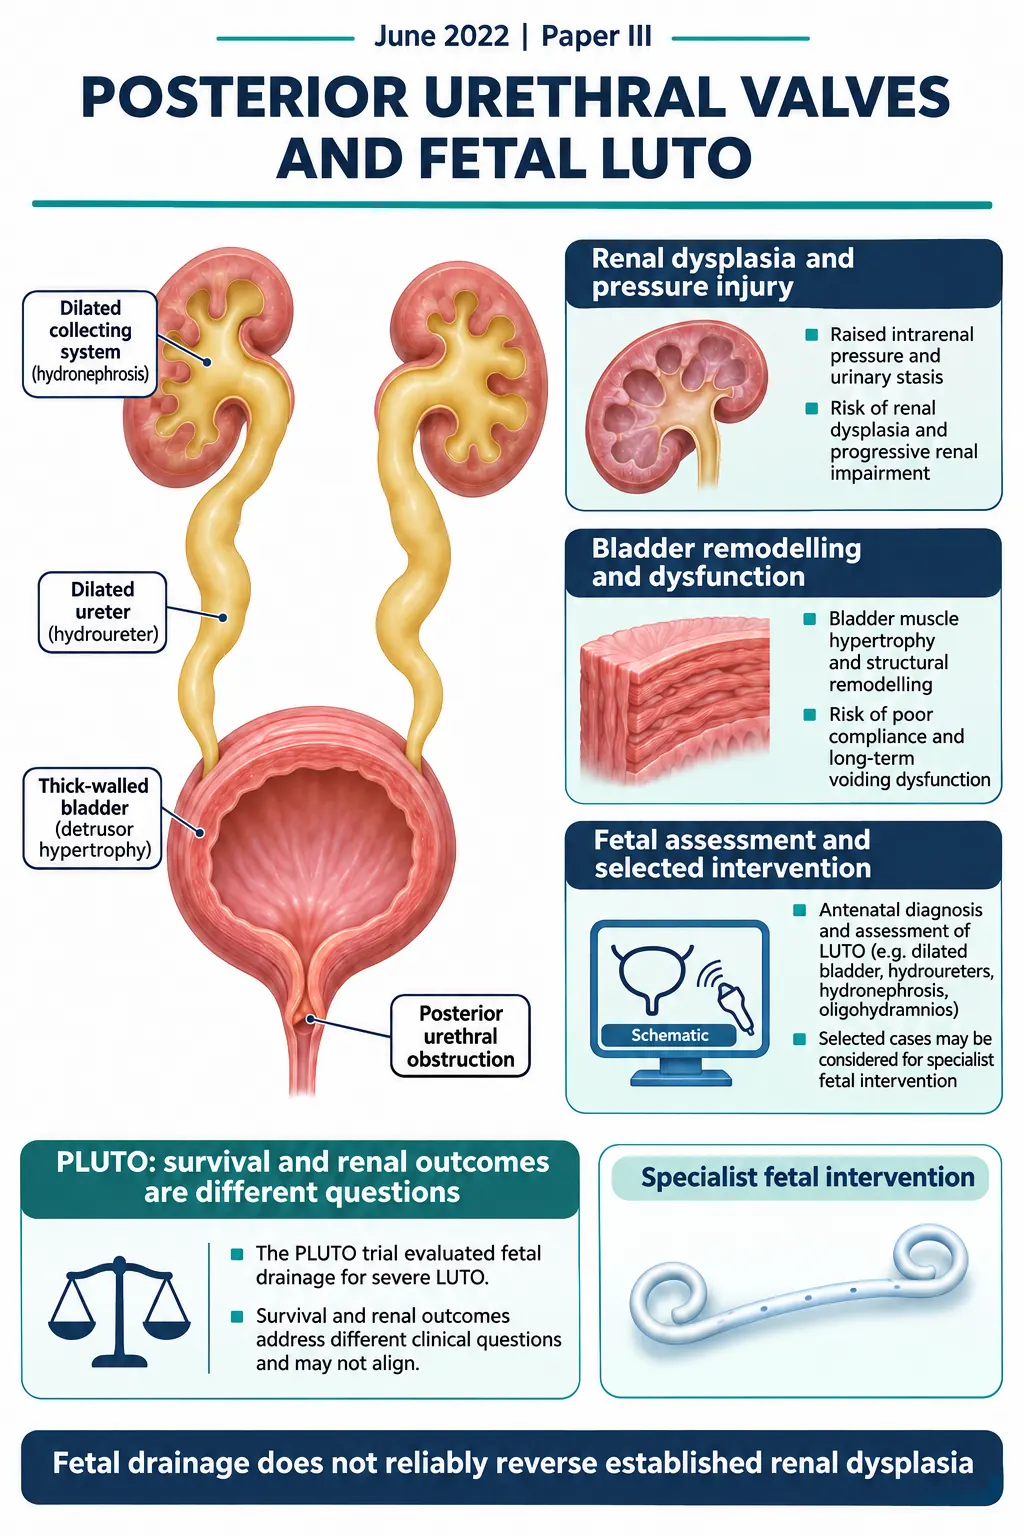 June 2022 | Paper III
POSTERIOR URETHRAL VALVES
AND FETAL LUTO
Dilated
collecting
system
(hydronephrosis)
Dilated
ureter
(hydroureter)
Thick-walled
bladder
(detrusor
hypertrophy)
Posterior
urethral
obstruction
Renal dysplasia and
pressure injury
Raised intrarenal
pressure and
urinary stasis
Risk of renal
dysplasia and
progressive renal
impairment
Bladder remodelling
and dysfunction
Bladder muscle
hypertrophy
and structural
remodelling
Risk of poor
compliance and
long-term
voiding dysfunction
Fetal assessment and
selected intervention
Schematic
Antenatal diagnosis
and assessment of
LUTO (e.g. dilated
bladder, hydroureters,
hydronephrosis,
oligohydramnios)
Selected cases may be
considered for specialist
fetal intervention
PLUTO: survival and renal outcomes
are different questions
The PLUTO trial evaluated fetal
drainage for severe LUTO.
Survival and renal outcomes
address different clinical questions
and may not align.
Specialist fetal intervention
Fetal drainage does not reliably reverse established renal dysplasia